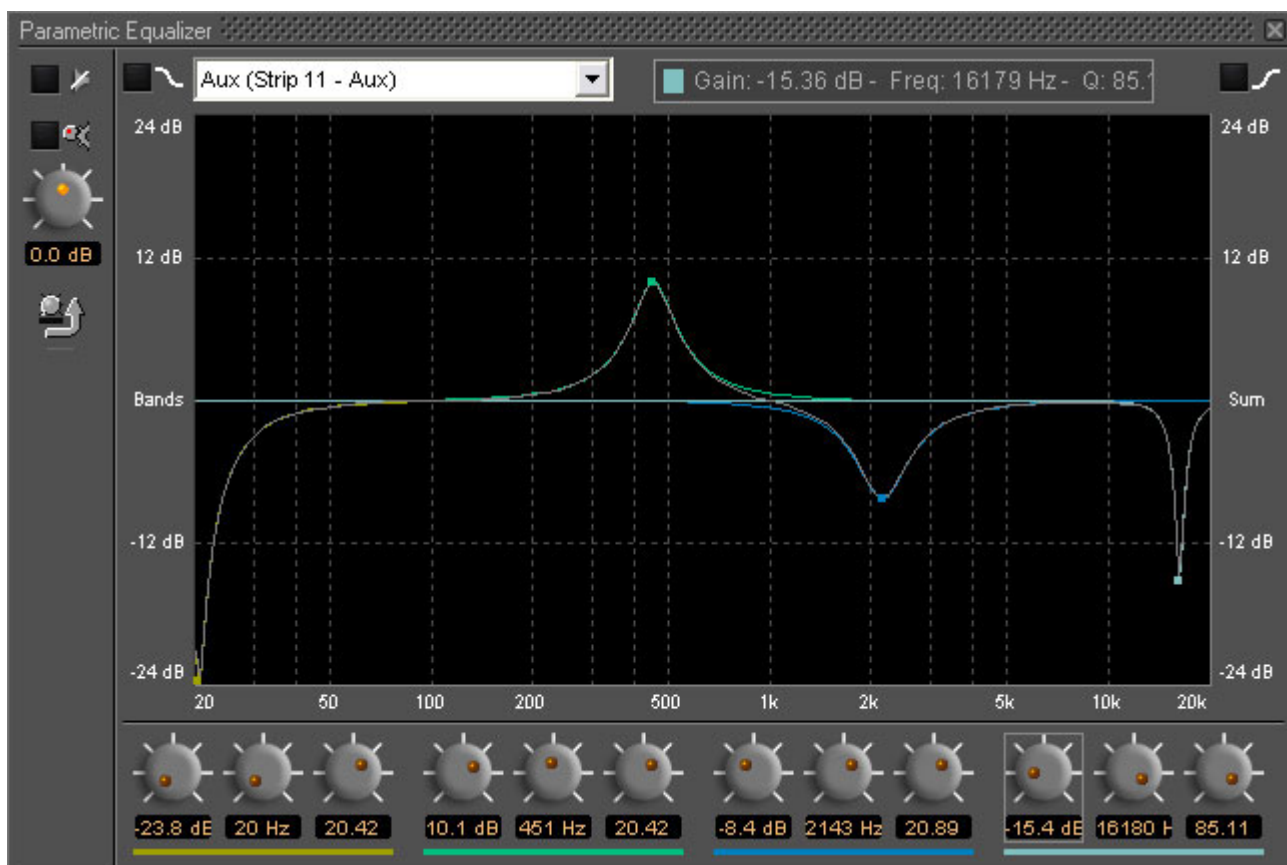 Parametric Equalizer
Aux (Strip 11 - Aux)
Gain: -15.36 dB - Freq: 16179 Hz - Q: 85.1
24 dB 24 dB
0.0 dB
12 dB 12 dB
Bands Sum
-12 dB -12 dB
-24 dB -24 dB
20 50 100 200 500 1k 2k 5k 10k 20k
-23.8 dB 20 Hz 20.42 10.1 dB 451 Hz 20.42 -8.4 dB 2143 Hz 20.89 -15.4 dB 16180 H 85.11